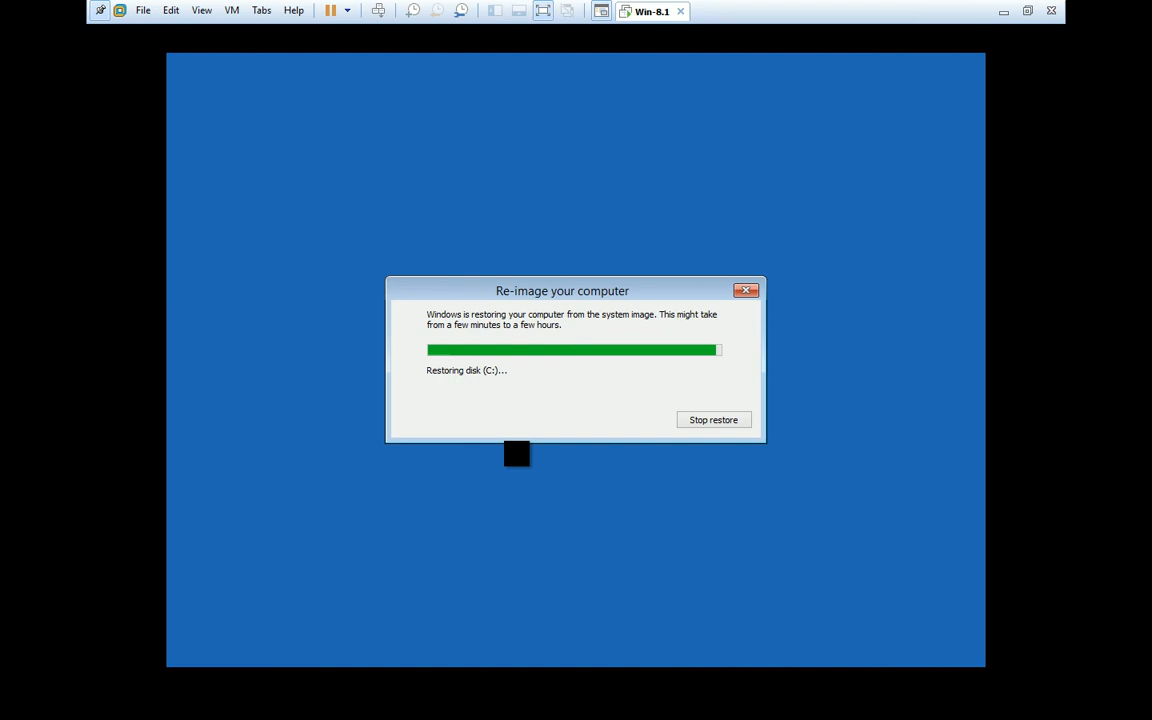 File Edit View VM Tabs Help Win-8.1
Re-image your computer
Windows is restoring your computer from the system image. This might take
from a few minutes to a few hours.
Restoring disk (C:)...
Stop restore